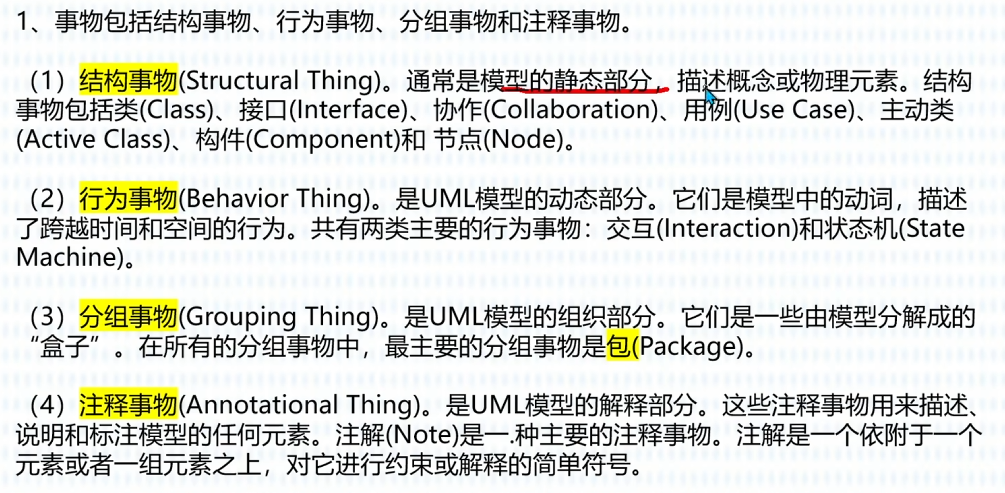 1、事物包括结构事物、行为事物、分组事物和注释事物。
（1）结构事物(Structural Thing)。通常是模型的静态部分，描述概念或物理元素。结构
事物包括类(Class)、接口(Interface)、协作(Collaboration)、用例(Use Case)、主动类
(Active Class)、构件(Component)和 节点(Node)。
（2）行为事物(Behavior Thing)。是UML模型的动态部分。它们是模型中的动词，描述
了跨越时间和空间的行为。共有两类主要的行为事物：交互(Interaction)和状态机(State
Machine)。
（3）分组事物(Grouping Thing)。是UML模型的组织部分。它们是一些由模型分解成的
“盒子”。在所有的分组事物中，最主要的分组事物是包(Package)。
（4）注释事物(Annotational Thing)。是UML模型的解释部分。这些注释事物用来描述、
说明和标注模型的任何元素。注解(Note)是一.种主要的注释事物。注解是一个依附于一个
元素或者一组元素之上，对它进行约束或解释的简单符号。